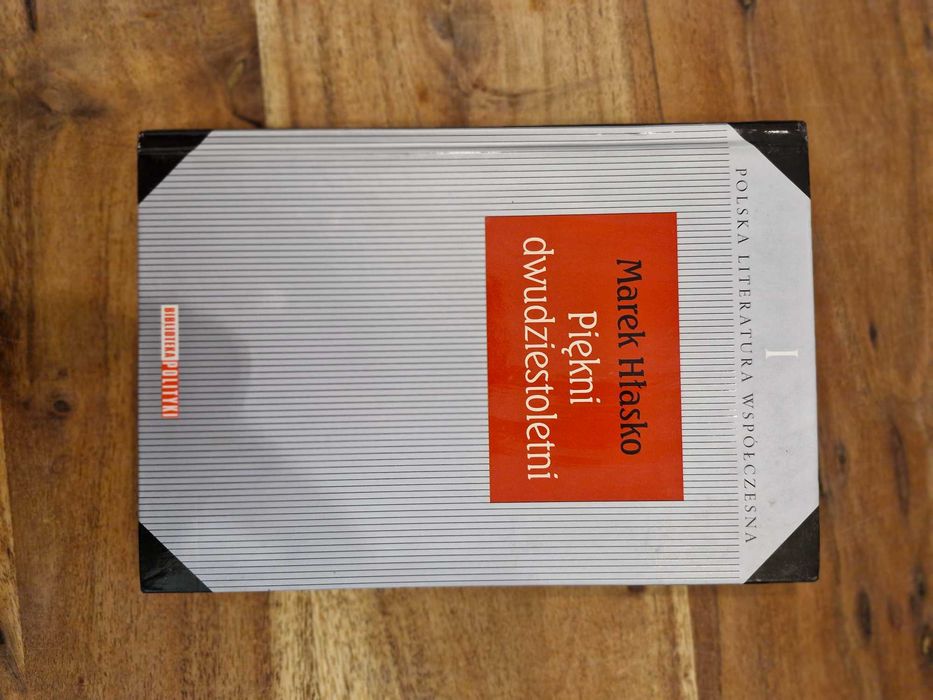 I
POLSKA LITERATURA WSPÓŁCZESNA
Marek Hłasko
Piękni
dwudziestoletni
BIBLIOTEKA POLITYKI